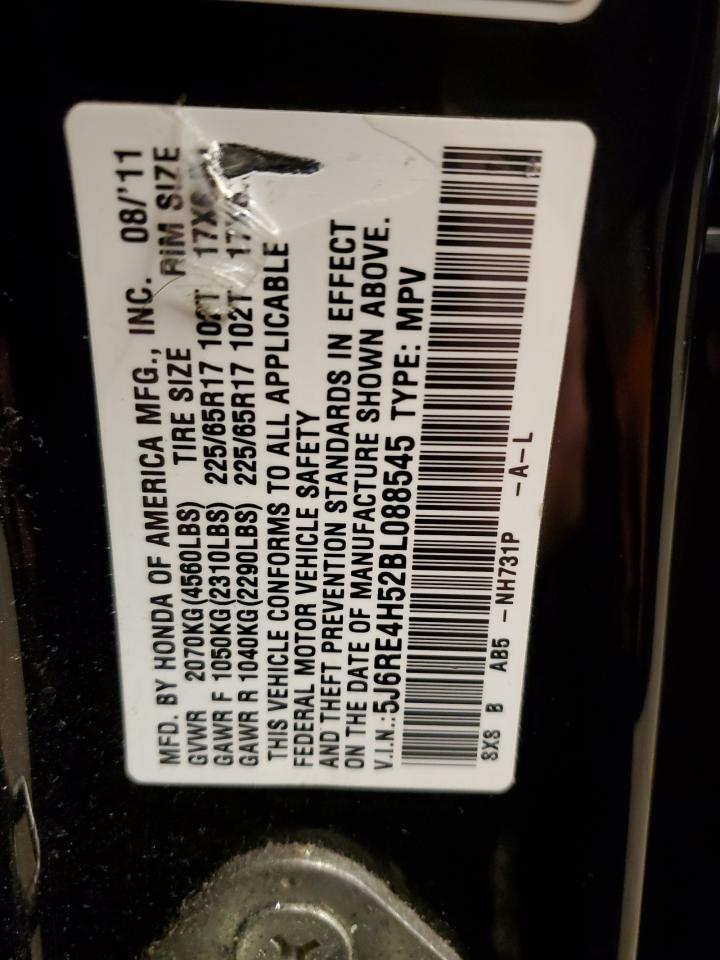 MFD. BY HONDA OF AMERICA MFG., INC. 08/'11
GVWR 2070KG(4560LBS) TIRE SIZE RIM SIZE
GAWR F 1050KG(2310LBS) 225/65R17 102T
GAWR R 1040KG(2290LBS) 225/65R17 102T
THIS VEHICLE CONFORMS TO ALL APPLICABLE
FEDERAL MOTOR VEHICLE SAFETY
AND THEFT PREVENTION STANDARDS IN EFFECT
ON THE DATE OF MANUFACTURE SHOWN ABOVE.
V.I.N.:5J6RE4H52BL088545 TYPE: MPV
8X8 B AB5 -NH731P -A-L